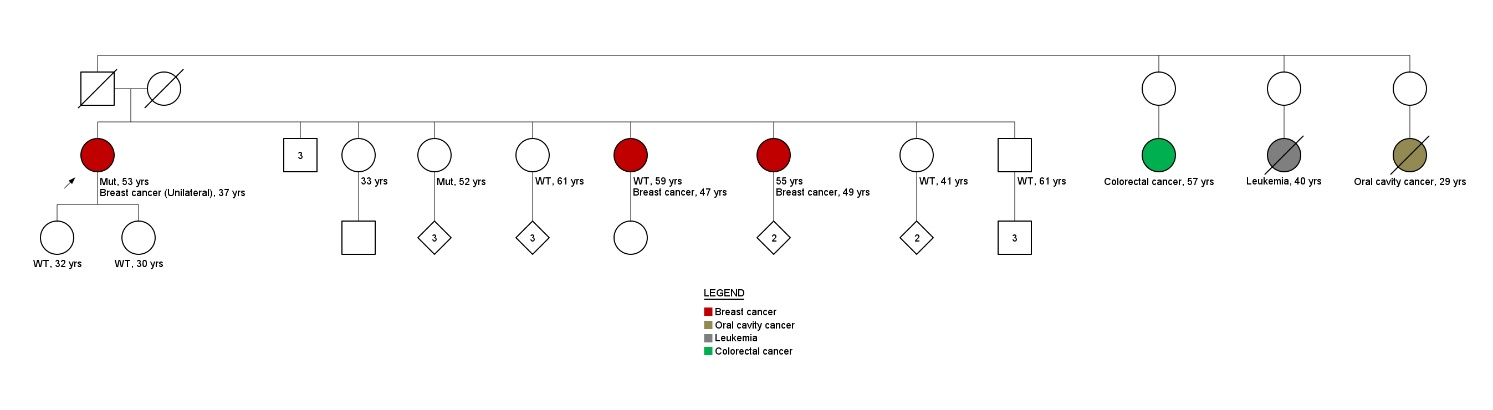 3
Mut, 53 yrs
Breast cancer (Unilateral), 37 yrs
33 yrs
Mut, 52 yrs
WT, 61 yrs
WT, 59 yrs
Breast cancer, 47 yrs
55 yrs
Breast cancer, 49 yrs
WT, 41 yrs
WT, 61 yrs
Colorectal cancer, 57 yrs
Leukemia, 40 yrs
Oral cavity cancer, 29 yrs
3
3
2
2
3
WT, 32 yrs
WT, 30 yrs
LEGEND
Breast cancer
Oral cavity cancer
Leukemia
Colorectal cancer